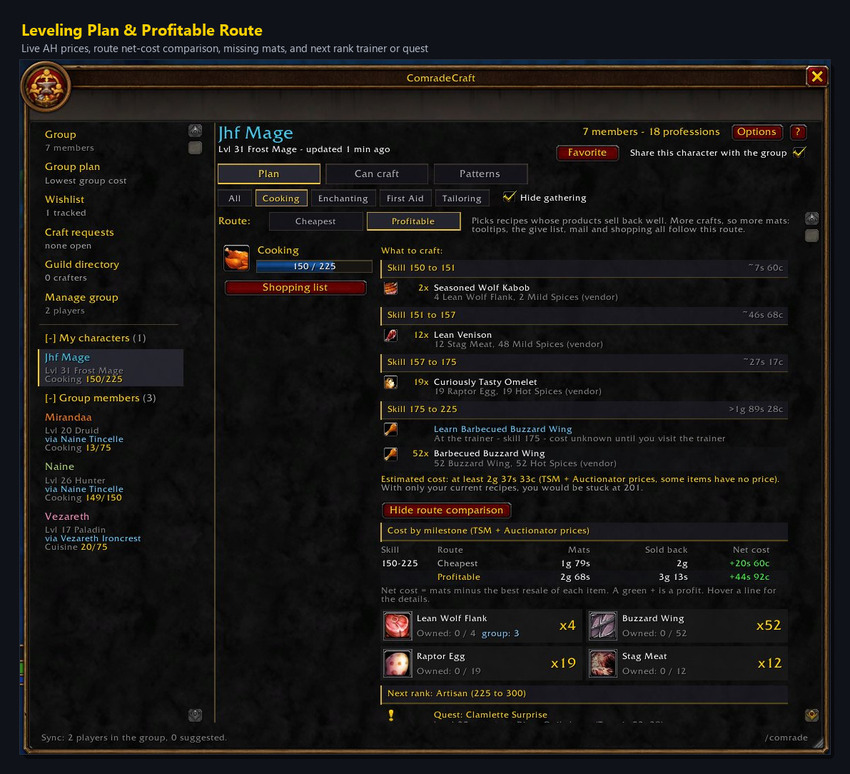 Leveling Plan & Profitable Route
Live AH prices, route net-cost comparison, missing mats, and next rank trainer or quest
ComradeCraft
Group
7 members
Group plan
Lowest group cost
Wishlist
1 tracked
Craft requests
none open
Guild directory
0 crafters
Manage group
2 players
[-] My characters (1)
Jhf Mage
Lvl 31 Frost Mage
Cooking 150/225
[-] Group members (3)
Mirandaa
Lvl 20 Druid
via Naine Tincelle
Cooking 13/75
Naine
Lvl 26 Hunter
via Naine Tincelle
Cooking 149/150
Vezareth
Lvl 17 Paladin
via Vezareth Ironcrest
Cuisine 20/75
Jhf Mage
Lvl 31 Frost Mage - updated 1 min ago
7 members - 18 professions
Options
?
Favorite
Share this character with the group
Plan
Can craft
Patterns
All
Cooking
Enchanting
First Aid
Tailoring
Hide gathering
Route:
Cheapest
Profitable
Picks recipes whose products sell back well. More crafts, so more mats:
tooltips, the give list, mail and shopping all follow this route.
Cooking
150 / 225
Shopping list
What to craft:
Skill 150 to 151 ~7s 60c
2x Seasoned Wolf Kabob
4 Lean Wolf Flank, 2 Mild Spices (vendor)
Skill 151 to 157 ~46s 68c
12x Lean Venison
12 Stag Meat, 48 Mild Spices (vendor)
Skill 157 to 175 ~27s 17c
19x Curiously Tasty Omelet
19 Raptor Egg, 19 Hot Spices (vendor)
Skill 175 to 225 >1g 89s 28c
Learn Barbecued Buzzard Wing
At the trainer - skill 175 - cost unknown until you visit the trainer
52x Barbecued Buzzard Wing
52 Buzzard Wing, 52 Hot Spices (vendor)
Estimated cost: at least 2g 37s 33c (TSM + Auctionator prices, some items have no price).
With only your current recipes, you would be stuck at 201.
Hide route comparison
Cost by milestone (TSM + Auctionator prices)
Skill Route Mats Sold back Net cost
150-225 Cheapest 1g 79s 2g +20s 60c
Profitable 2g 68s 3g 13s +44s 92c
Net cost = mats minus the best resale of each item. A green + is a profit. Hover a line for
the details.
Lean Wolf Flank
Owned: 0 / 4 group: 3
x4
Buzzard Wing
Owned: 0 / 52
x52
Raptor Egg
Owned: 0 / 19
x19
Stag Meat
Owned: 0 / 12
x12
Next rank: Artisan (225 to 300)
Quest: Clamlette Surprise
Sync: 2 players in the group, 0 suggested.
/comrade